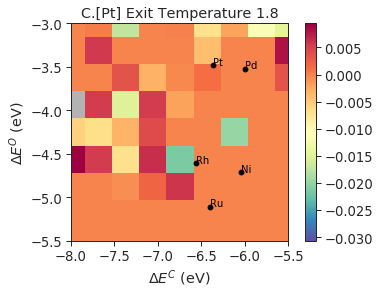 C.[Pt] Exit Temperature 1.8
ΔE^O (eV)
−3.0
−3.5
−4.0
−4.5
−5.0
−5.5
Pt
Pd
Rh
Ni
Ru
−8.0 −7.5 −7.0 −6.5 −6.0 −5.5
ΔE^C (eV)
0.005
0.000
−0.005
−0.010
−0.015
−0.020
−0.025
−0.030